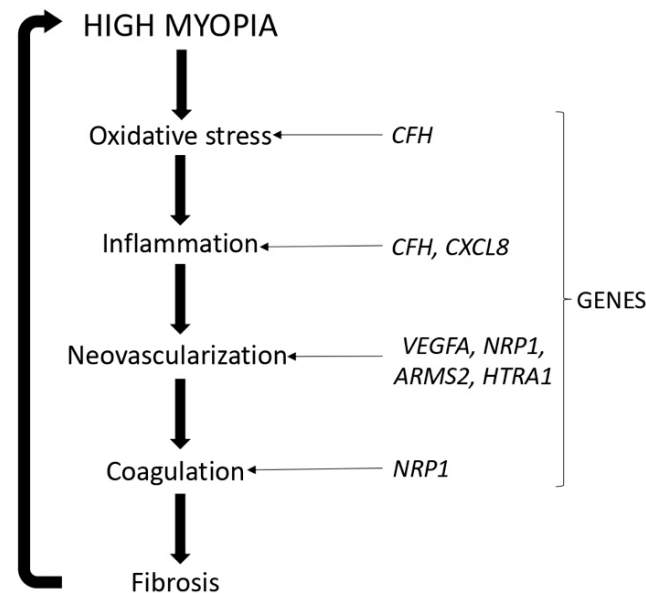 HIGH MYOPIA
Oxidative stress
CFH
Inflammation
CFH, CXCL8
GENES
Neovascularization
VEGFA, NRP1,
ARMS2, HTRA1
Coagulation
NRP1
Fibrosis